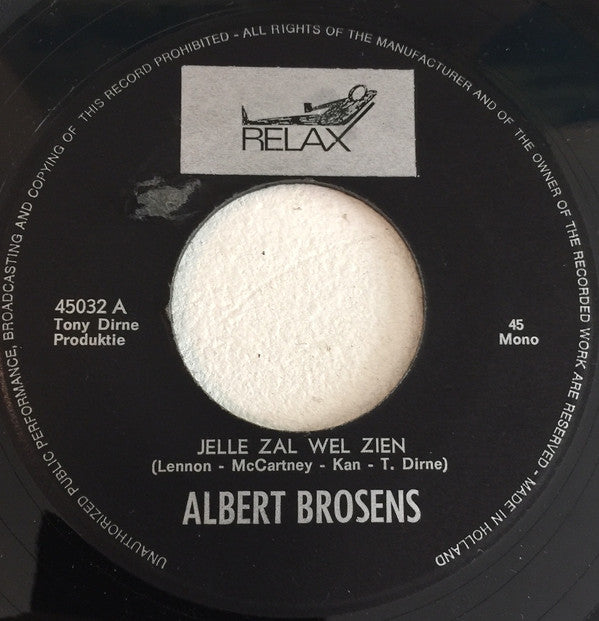 UNAUTHORIZED PUBLIC PERFORMANCE, BROADCASTING AND COPYING OF THIS RECORD PROHIBITED - ALL RIGHTS OF THE MANUFACTURER AND OF THE OWNER OF THE RECORDED WORK ARE RESERVED - MADE IN HOLLAND
RELAX
45032 A
Tony Dirne
Produktie
45
Mono
JELLE ZAL WEL ZIEN
(Lennon - McCartney - Kan - T. Dirne)
ALBERT BROSENS